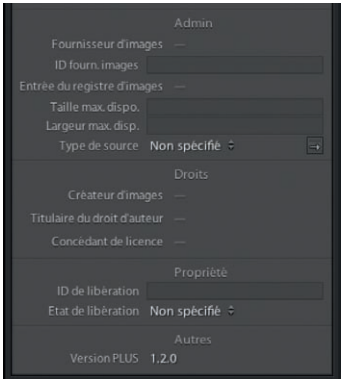 Admin
Fournisseur d'images —
ID fourn. images
Entrée du registre d'images —
Taille max. dispo.
Largeur max. disp.
Type de source Non spécifié
Droits
Créateur d'images —
Titulaire du droit d'auteur —
Concédant de licence —
Propriété
ID de libération
Etat de libération Non spécifié
Autres
Version PLUS 1.2.0